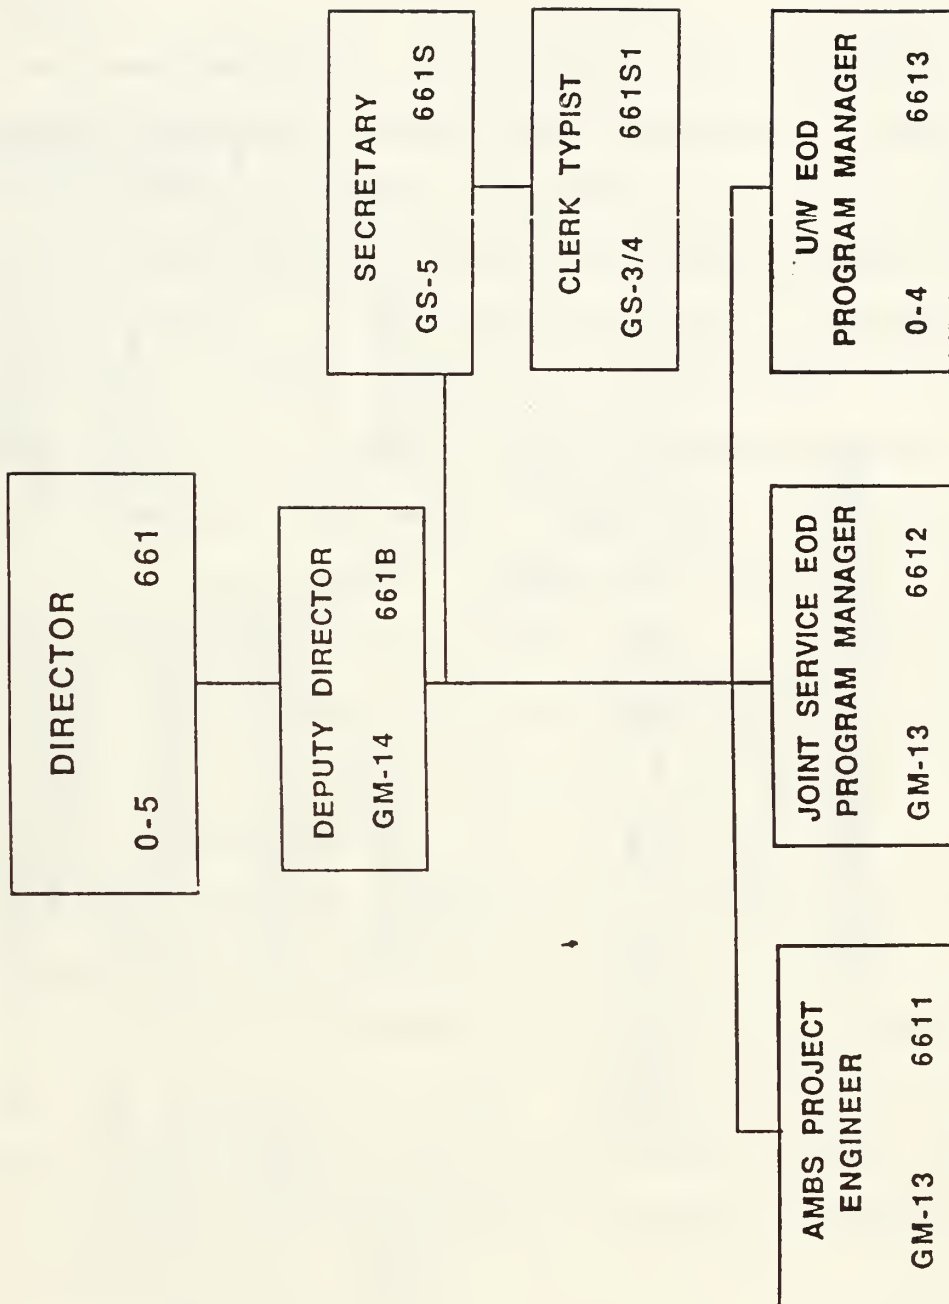 DIRECTOR
0-5 661
DEPUTY DIRECTOR
GM-14 661B
SECRETARY
GS-5 661S
CLERK TYPIST
GS-3/4 661S1
AMBS PROJECT
ENGINEER
GM-13 6611
JOINT SERVICE EOD
PROGRAM MANAGER
GM-13 6612
U/W EOD
PROGRAM MANAGER
0-4 6613